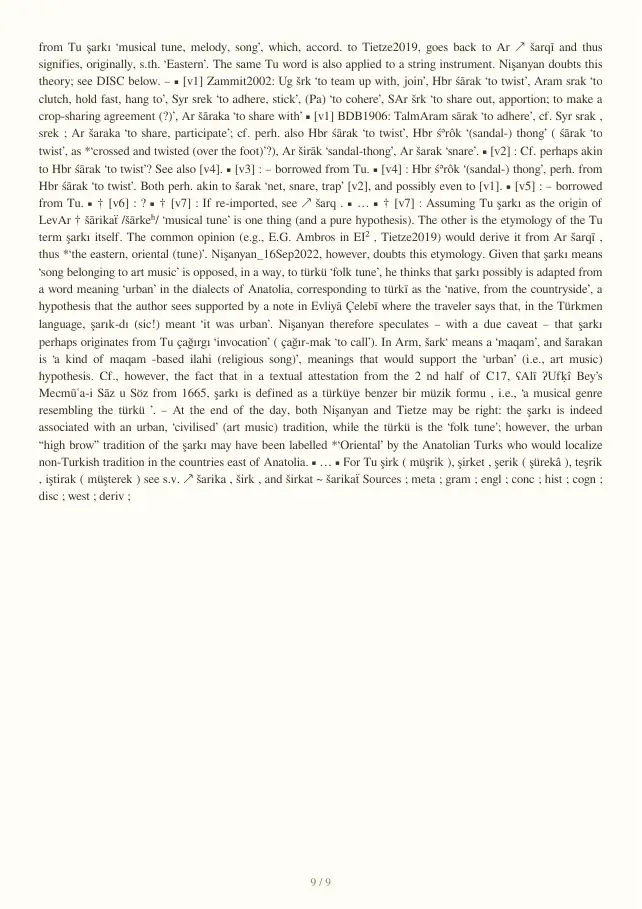 from Tu şarkı ‘musical tune, melody, song’, which, accord. to Tietze2019, goes back to Ar ↗ šarqī and thus
signifies, originally, s.th. ‘Eastern’. The same Tu word is also applied to a string instrument. Nişanyan doubts this
theory; see DISC below. – ▪ [v1] Zammit2002: Ug šrk ‘to team up with, join’, Hbr śārak ‘to twist’, Aram srak ‘to
clutch, hold fast, hang to’, Syr srek ‘to adhere, stick’, (Pa) ‘to cohere’, SAr šrk ‘to share out, apportion; to make a
crop-sharing agreement (?)’, Ar šāraka ‘to share with’ ▪ [v1] BDB1906: TalmAram sārak ‘to adhere’, cf. Syr srak ,
srek ; Ar šaraka ‘to share, participate’; cf. perh. also Hbr śārak ‘to twist’, Hbr śᵊrôk ‘(sandal-) thong’ ( śārak ‘to
twist’, as *‘crossed and twisted (over the foot)’?), Ar širāk ‘sandal-thong’, Ar šarak ‘snare’. ▪ [v2] : Cf. perhaps akin
to Hbr śārak ‘to twist’? See also [v4]. ▪ [v3] : – borrowed from Tu. ▪ [v4] : Hbr śᵊrôk ‘(sandal-) thong’, perh. from
Hbr śārak ‘to twist’. Both perh. akin to šarak ‘net, snare, trap’ [v2], and possibly even to [v1]. ▪ [v5] : – borrowed
from Tu. ▪ † [v6] : ? ▪ † [v7] : If re-imported, see ↗ šarq . ▪ … ▪ † [v7] : Assuming Tu şarkı as the origin of
LevAr † šārikaẗ /šārkeʰ/ ‘musical tune’ is one thing (and a pure hypothesis). The other is the etymology of the Tu
term şarkı itself. The common opinion (e.g., E.G. Ambros in EI² , Tietze2019) would derive it from Ar šarqī ,
thus *‘the eastern, oriental (tune)’. Nişanyan_16Sep2022, however, doubts this etymology. Given that şarkı means
‘song belonging to art music’ is opposed, in a way, to türkü ‘folk tune’, he thinks that şarkı possibly is adapted from
a word meaning ‘urban’ in the dialects of Anatolia, corresponding to türkī as the ‘native, from the countryside’, a
hypothesis that the author sees supported by a note in Evliyā Çelebī where the traveler says that, in the Türkmen
language, şarık-dı (sic!) meant ‘it was urban’. Nişanyan therefore speculates – with a due caveat – that şarkı
perhaps originates from Tu çağırgı ‘invocation’ ( çağır-mak ‘to call’). In Arm, šark‘ means a ‘maqam’, and šarakan
is ‘a kind of maqam -based ilahi (religious song)’, meanings that would support the ‘urban’ (i.e., art music)
hypothesis. Cf., however, the fact that in a textual attestation from the 2 nd half of C17, ʕAlī ʔUfḳī Bey’s
Mecmūʿa-i Sāz u Söz from 1665, şarkı is defined as a türküye benzer bir müzik formu , i.e., ‘a musical genre
resembling the türkü ’. – At the end of the day, both Nişanyan and Tietze may be right: the şarkı is indeed
associated with an urban, ‘civilised’ (art music) tradition, while the türkü is the ‘folk tune’; however, the urban
“high brow” tradition of the şarkı may have been labelled *‘Oriental’ by the Anatolian Turks who would localize
non-Turkish tradition in the countries east of Anatolia. ▪ … ▪ For Tu şirk ( müşrik ), şirket , şerik ( şürekâ ), teşrik
, iştirak ( müşterek ) see s.v. ↗ šarika , širk , and širkaẗ ~ šarikaẗ Sources ; meta ; gram ; engl ; conc ; hist ; cogn ;
disc ; west ; deriv ;
9 / 9